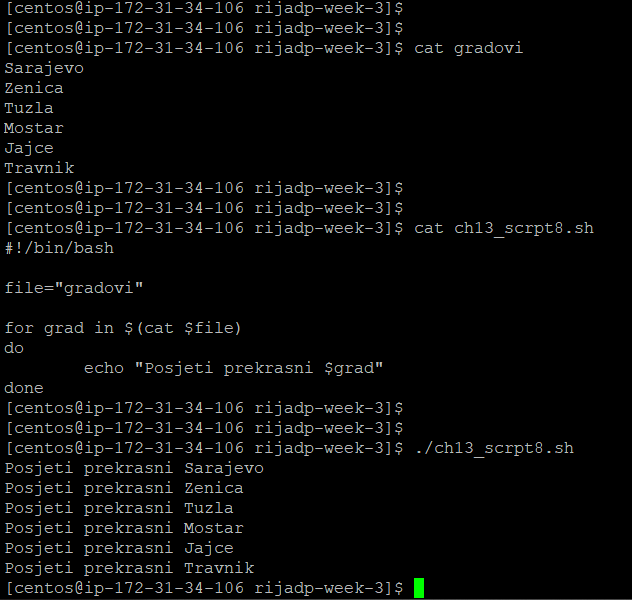 [centos@ip-172-31-34-106 rijadp-week-3]$
[centos@ip-172-31-34-106 rijadp-week-3]$
[centos@ip-172-31-34-106 rijadp-week-3]$ cat gradovi
Sarajevo
Zenica
Tuzla
Mostar
Jajce
Travnik
[centos@ip-172-31-34-106 rijadp-week-3]$
[centos@ip-172-31-34-106 rijadp-week-3]$
[centos@ip-172-31-34-106 rijadp-week-3]$ cat ch13_scrpt8.sh
#!/bin/bash

file="gradovi"

for grad in $(cat $file)
do
        echo "Posjeti prekrasni $grad"
done
[centos@ip-172-31-34-106 rijadp-week-3]$
[centos@ip-172-31-34-106 rijadp-week-3]$
[centos@ip-172-31-34-106 rijadp-week-3]$ ./ch13_scrpt8.sh
Posjeti prekrasni Sarajevo
Posjeti prekrasni Zenica
Posjeti prekrasni Tuzla
Posjeti prekrasni Mostar
Posjeti prekrasni Jajce
Posjeti prekrasni Travnik
[centos@ip-172-31-34-106 rijadp-week-3]$